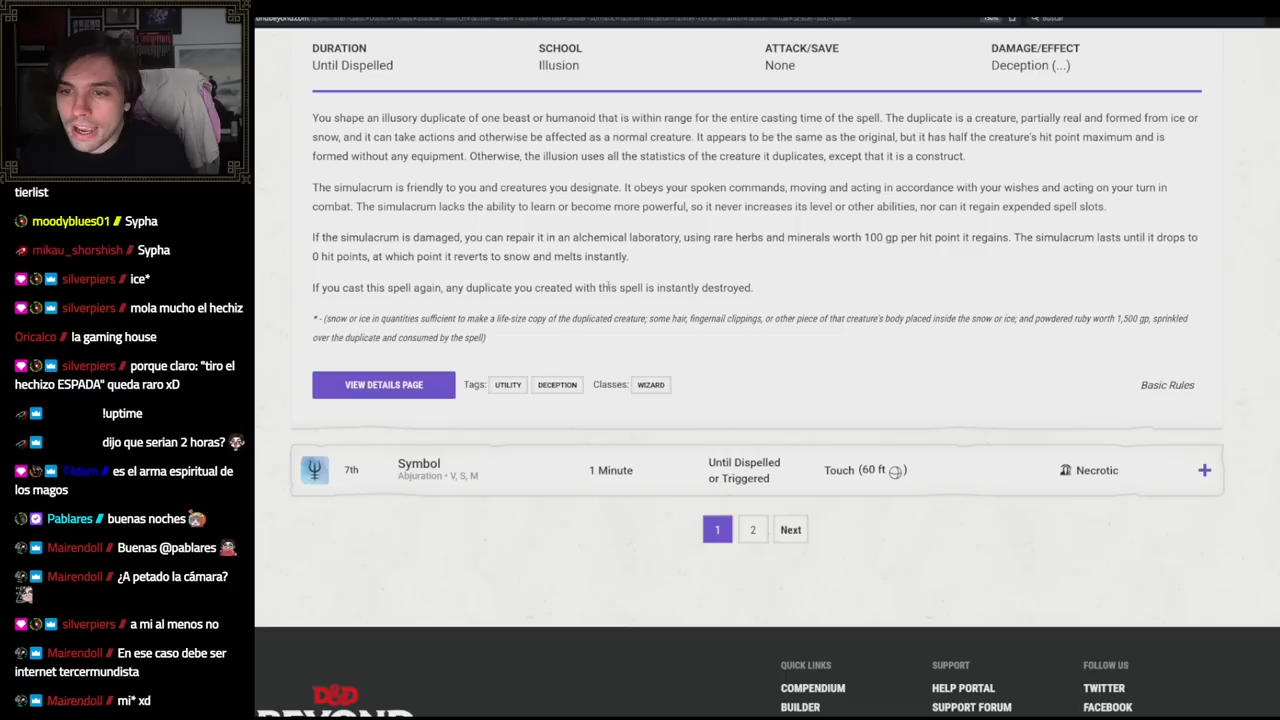 DURATION
Until Dispelled
SCHOOL
Illusion
ATTACK/SAVE
None
DAMAGE/EFFECT
Deception (...)
You shape an illusory duplicate of one beast or humanoid that is within range for the entire casting time of the spell. The duplicate is a creature, partially real and formed from ice or
snow, and it can take actions and otherwise be affected as a normal creature. It appears to be the same as the original, but it has half the creature's hit point maximum and is
formed without any equipment. Otherwise, the illusion uses all the statistics of the creature it duplicates, except that it is a construct.
The simulacrum is friendly to you and creatures you designate. It obeys your spoken commands, moving and acting in accordance with your wishes and acting on your turn in
combat. The simulacrum lacks the ability to learn or become more powerful, so it never increases its level or other abilities, nor can it regain expended spell slots.
If the simulacrum is damaged, you can repair it in an alchemical laboratory, using rare herbs and minerals worth 100 gp per hit point it regains. The simulacrum lasts until it drops to
0 hit points, at which point it reverts to snow and melts instantly.
If you cast this spell again, any duplicate you created with this spell is instantly destroyed.
* - (snow or ice in quantities sufficient to make a life-size copy of the duplicated creature; some hair, fingernail clippings, or other piece of that creature's body placed inside the snow or ice; and powdered ruby worth 1,500 gp, sprinkled
over the duplicate and consumed by the spell)
VIEW DETAILS PAGE
Tags: UTILITY DECEPTION Classes: WIZARD
Basic Rules
7th
Symbol
Abjuration • V, S, M
1 Minute
Until Dispelled
or Triggered
Touch (60 ft )
Necrotic
1 2 Next
QUICK LINKS
COMPENDIUM
BUILDER
SUPPORT
HELP PORTAL
SUPPORT FORUM
FOLLOW US
TWITTER
FACEBOOK
D&D
BEYOND
tierlist
moodyblues01 // Sypha
mikau_shorshish // Sypha
silverpiers // ice*
silverpiers // mola mucho el hechiz
Oricalco // la gaming house
silverpiers // porque claro: "tiro el
hechizo ESPADA" queda raro xD
!uptime
dijo que serian 2 horas?
Tildom // es el arma espiritual de
los magos
Pablares // buenas noches
Mairendoll // Buenas @pablares
Mairendoll // ¿A petado la cámara?
silverpiers // a mi al menos no
Mairendoll // En ese caso debe ser
internet tercermundista
Mairendoll // mi* xd